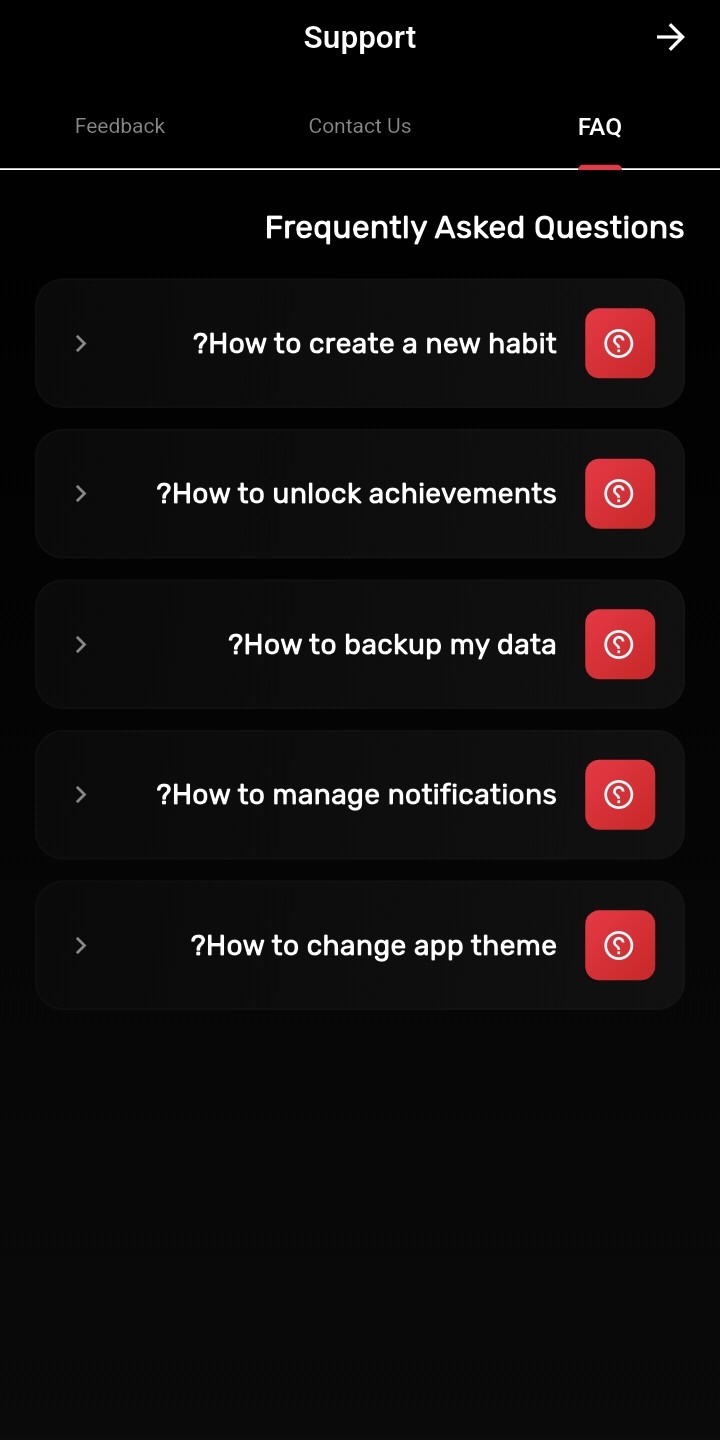 Support
FAQ
Contact Us
Feedback
Frequently Asked Questions
?How to create a new habit
?How to unlock achievements
?How to backup my data
?How to manage notifications
?How to change app theme